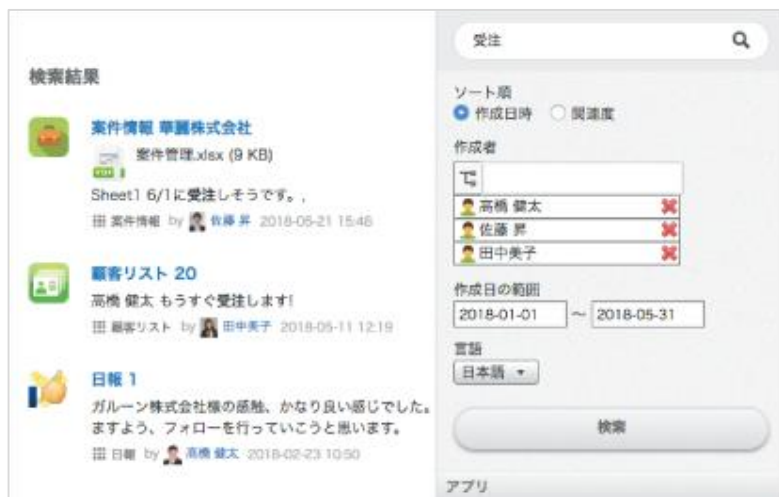 検索結果
案件情報 華麗株式会社
案件管理.xlsx (9 KB)
Sheet1 6/1に受注しそうです。,
案件情報 by 佐藤 昇 2018-05-21 15:46
顧客リスト 20
高橋 健太 もうすぐ受注します!
顧客リスト by 田中美子 2018-05-11 12:19
日報 1
ガルーン株式会社様の感触、かなり良い感じでした。
ますよう、フォローを行っていこうと思います。
日報 by 高橋 健太 2018-02-23 10:50
受注
ソート順
作成日時 関連度
作成者
高橋 健太
佐藤 昇
田中美子
作成日の範囲
2018-01-01 〜 2018-05-31
言語
日本語
検索
アプリ